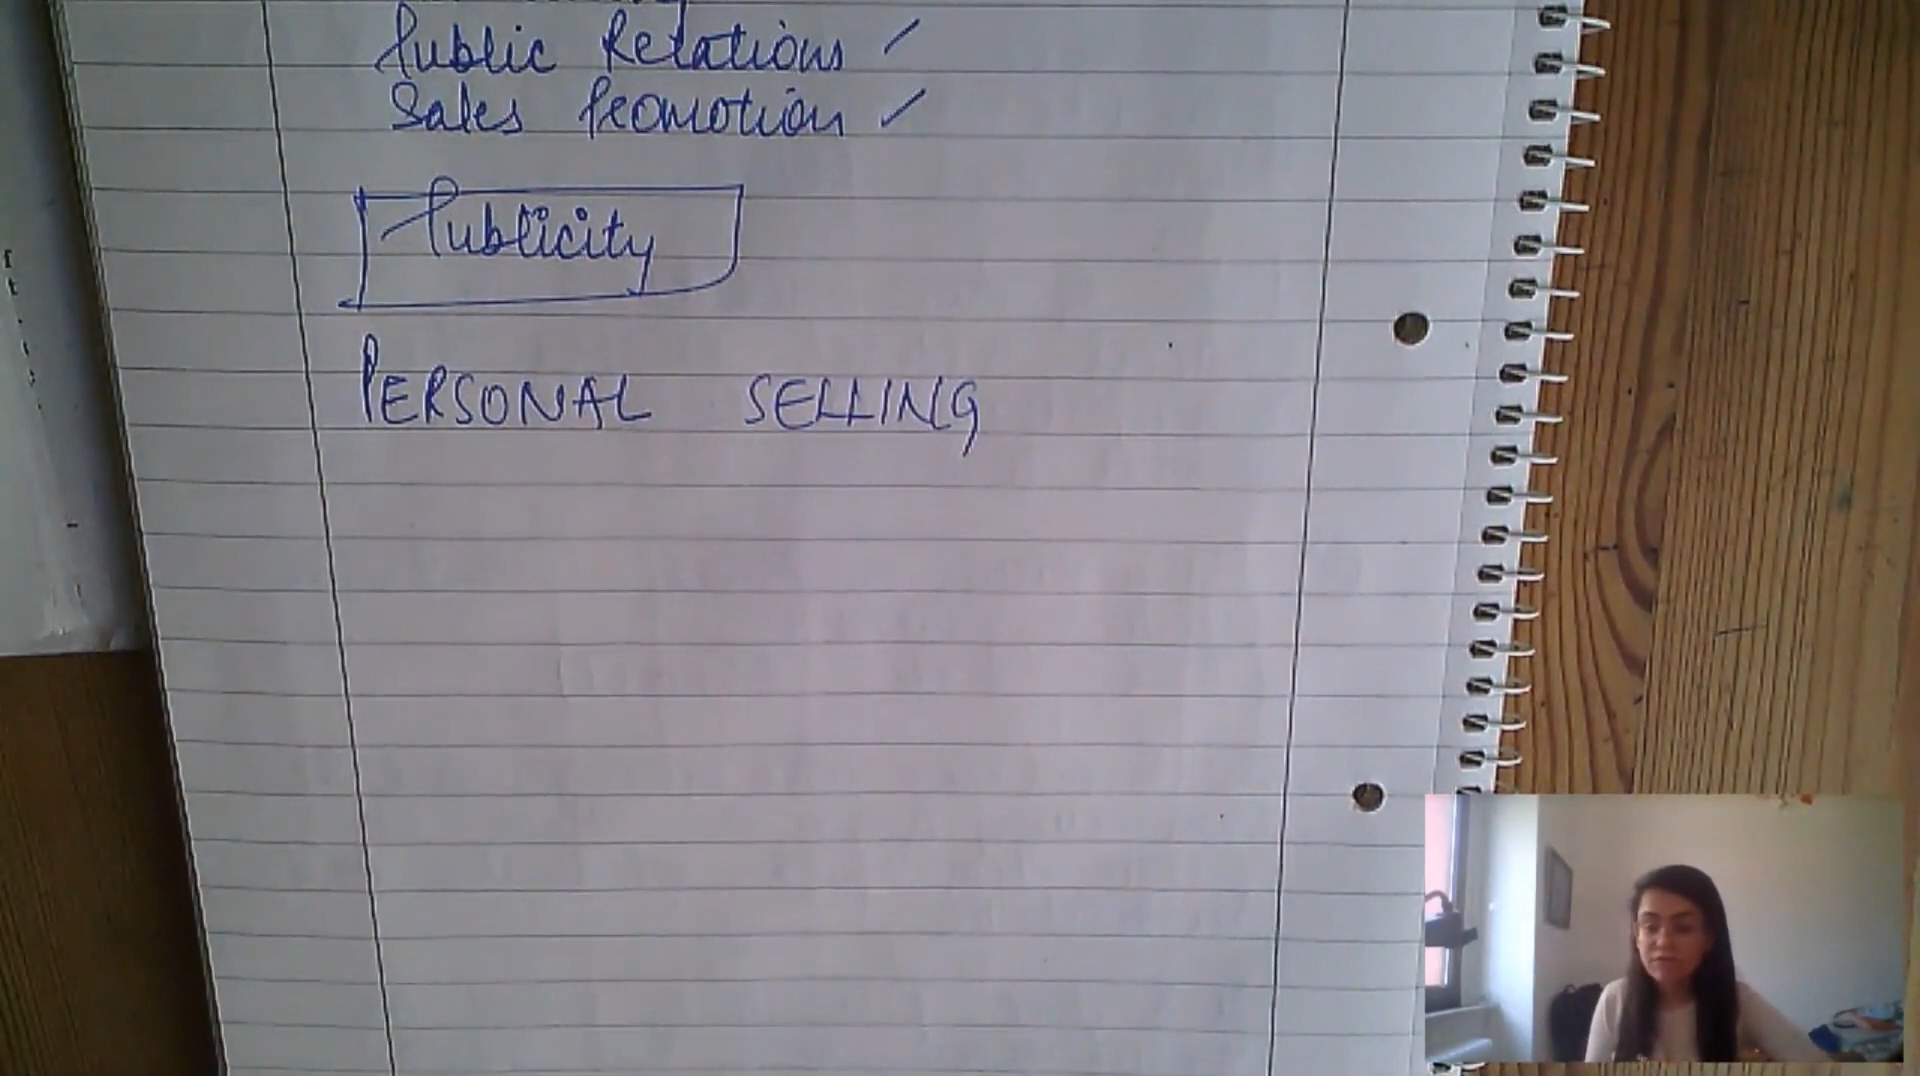 Public Relations ✓
Sales Promotion ✓
Publicity
PERSONAL SELLING